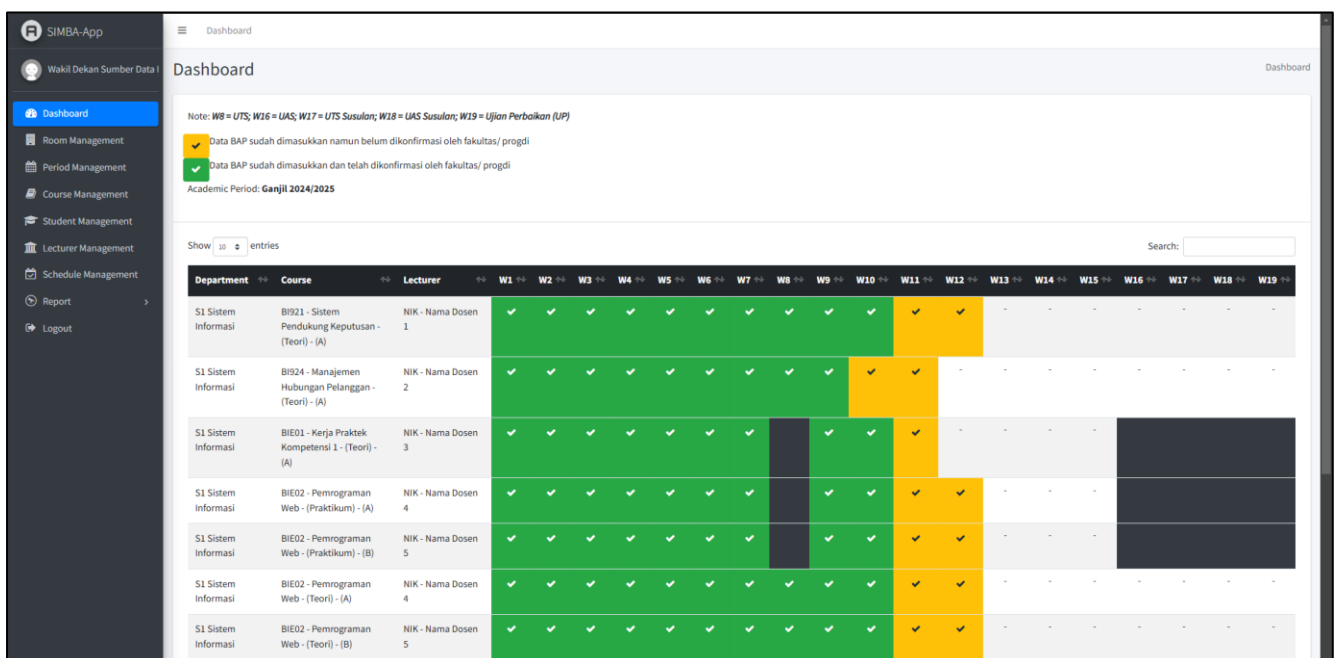 SIMBA-App
Dashboard
Wakil Dekan Sumber Data
Dashboard
Dashboard
Dashboard
Room Management
Period Management
Course Management
Student Management
Lecturer Management
Schedule Management
Report
Logout
Note: W8 = UTS; W16 = UAS; W17 = UTS Susulan; W18 = UAS Susulan; W19 = Ujian Perbaikan (UP)
Data BAP sudah dimasukkan namun belum dikonfirmasi oleh fakultas/ progdi
Data BAP sudah dimasukkan dan telah dikonfirmasi oleh fakultas/ progdi
Academic Period: Ganjil 2024/2025
Show 10 entries
Search:
Department Course Lecturer W1 W2 W3 W4 W5 W6 W7 W8 W9 W10 W11 W12 W13 W14 W15 W16 W17 W18 W19
S1 Sistem BI921 - Sistem NIK - Nama Dosen
Informasi Pendukung Keputusan - 1
(Teori) - (A)
- - - - - - -
S1 Sistem BI924 - Manajemen NIK - Nama Dosen
Informasi Hubungan Pelanggan - 2
(Teori) - (A)
- - - - - - - -
S1 Sistem BIE01 - Kerja Praktek NIK - Nama Dosen
Informasi Kompetensi 1 - (Teori) - 3
(A)
- - - -
S1 Sistem BIE02 - Pemrograman NIK - Nama Dosen
Informasi Web - (Praktikum) - (A) 4
- - -
S1 Sistem BIE02 - Pemrograman NIK - Nama Dosen
Informasi Web - (Praktikum) - (B) 5
- - -
S1 Sistem BIE02 - Pemrograman NIK - Nama Dosen
Informasi Web - (Teori) - (A) 4
- - - - - - -
S1 Sistem BIE02 - Pemrograman NIK - Nama Dosen
Informasi Web - (Teori) - (B) 5
- - - - - - -